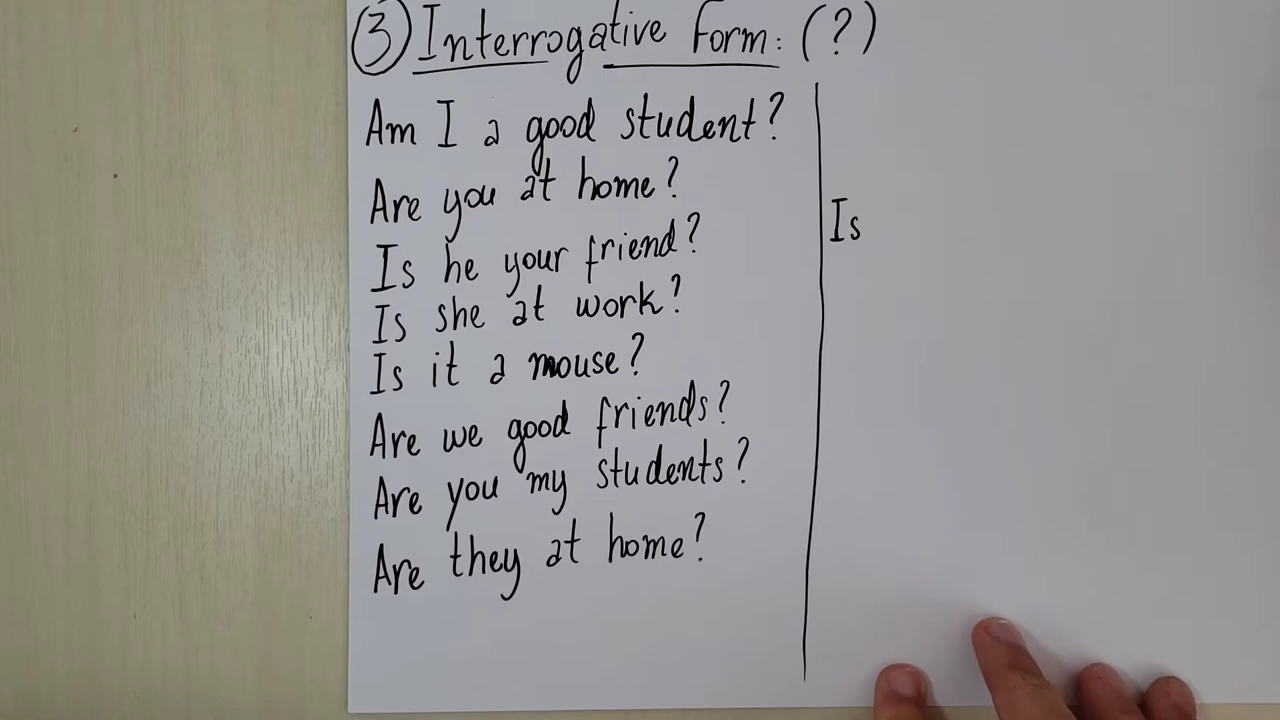 ③ Interrogative Form: (?)
Am I a good student?
Are you at home?
Is he your friend?
Is she at work?
Is it a mouse?
Are we good friends?
Are you my students?
Are they at home?
Is